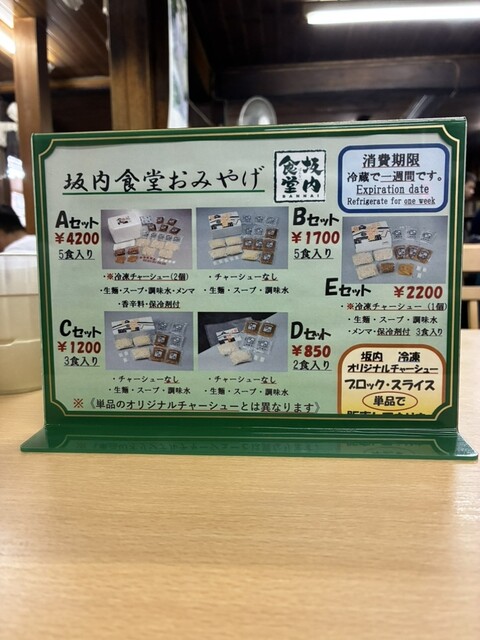 坂内食堂おみやげ
坂内
食堂
BANNAI
消費期限
冷蔵で一週間です。
Expiration date
Refrigerate for one week
Aセット
¥4200
5食入り
・※冷凍チャーシュー(2個)
・生麺・スープ・調味水・メンマ
・香辛料・保冷剤付
Bセット
¥1700
5食入り
・チャーシューなし
・生麺・スープ・調味水
Eセット ¥2200
・※冷凍チャーシュー(1個)
・生麺・スープ・調味水
・メンマ・保冷剤付 3食入り
Cセット
¥1200
3食入り
・チャーシューなし
・生麺・スープ・調味水
Dセット
¥850
2食入り
・チャーシューなし
・生麺・スープ・調味水
※《単品のオリジナルチャーシューとは異なります》
坂内 冷凍
オリジナルチャーシュー
ブロック・スライス
単品で